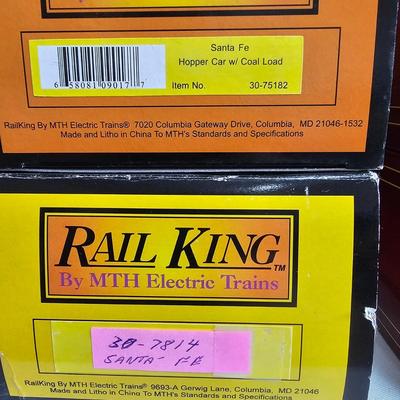 Santa Fe
Hopper Car w/ Coal Load
6 58081 09017 7
Item No. 30-75182
RailKing By MTH Electric Trains® 7020 Columbia Gateway Drive, Columbia, MD 21046-1532
Made and Litho in China To MTH's Standards and Specifications
RAIL KING™
By MTH Electric Trains
30-7814
SANTA FE
RailKing By MTH Electric Trains® 9693-A Gerwig Lane, Columbia, MD 21046
Made and Litho in China to MTH's Standards and Specifications